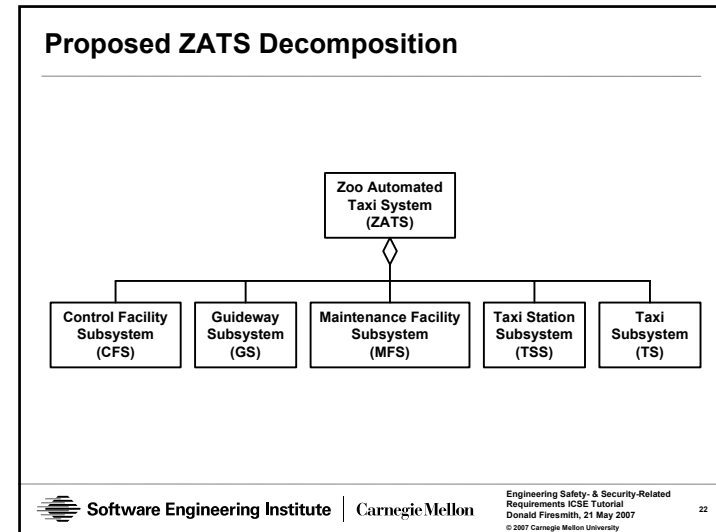 Proposed ZATS Decomposition
Zoo Automated
Taxi System
(ZATS)
Control Facility
Subsystem
(CFS)
Guideway
Subsystem
(GS)
Maintenance Facility
Subsystem
(MFS)
Taxi Station
Subsystem
(TSS)
Taxi
Subsystem
(TS)
Software Engineering Institute
Carnegie Mellon
Engineering Safety- & Security-Related
Requirements ICSE Tutorial
Donald Firesmith, 21 May 2007
© 2007 Carnegie Mellon University
22